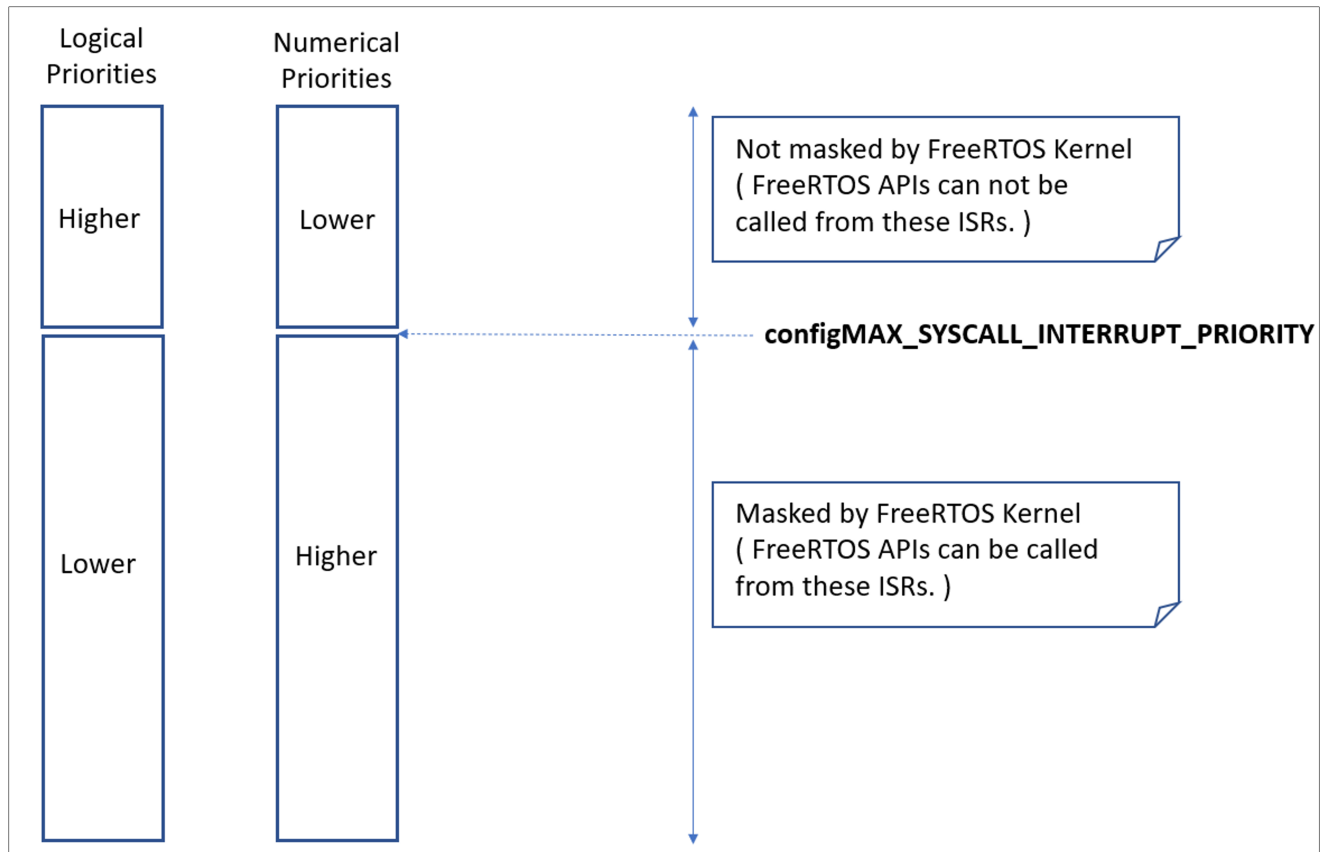 Logical
Priorities
Numerical
Priorities
Higher
Lower
Not masked by FreeRTOS Kernel
( FreeRTOS APIs can not be
called from these ISRs. )
configMAX_SYSCALL_INTERRUPT_PRIORITY
Lower
Higher
Masked by FreeRTOS Kernel
( FreeRTOS APIs can be called
from these ISRs. )